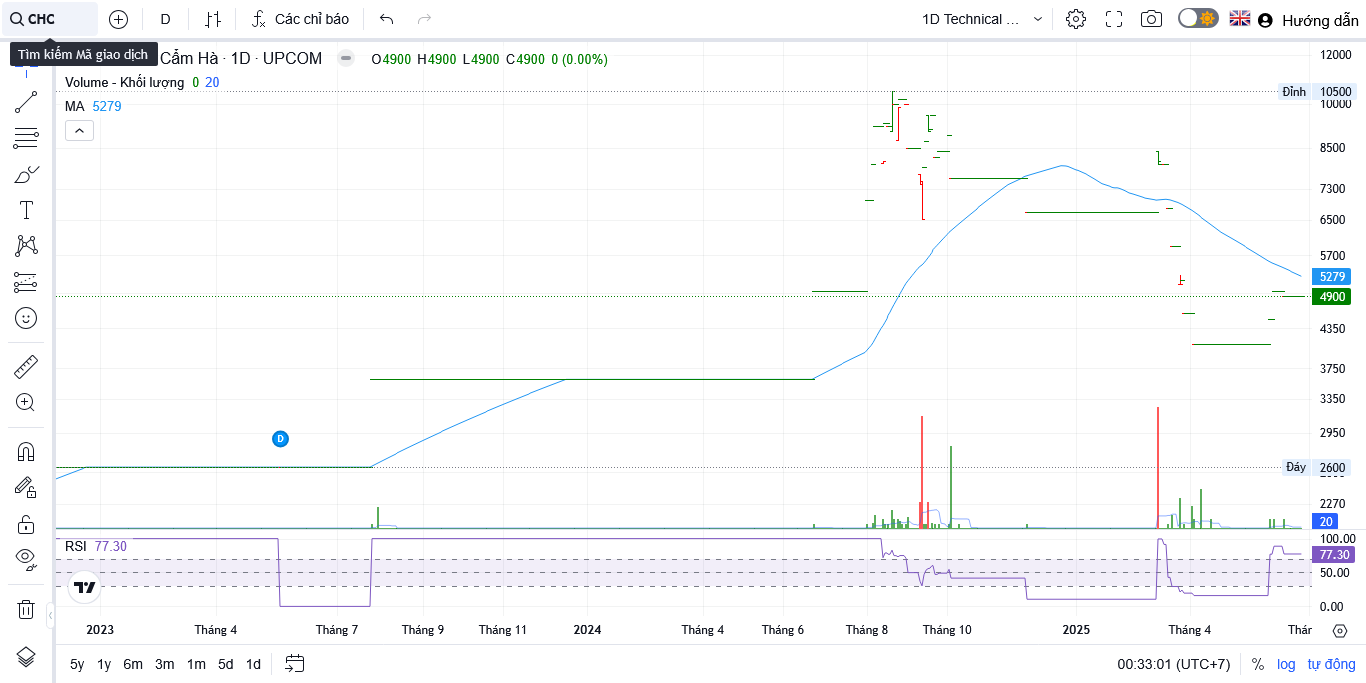 CHC
D
Các chỉ báo
1D Technical ...
Hướng dẫn
Tìm kiếm Mã giao dịch
Cẩm Hà · 1D · UPCOM
O4900 H4900 L4900 C4900 0 (0.00%)
Volume - Khối lượng 0 20
MA 5279
12000
Đỉnh 10500
10000
8500
7300
6500
5700
5279
4900
4350
3750
3350
2950
D
Đáy 2600
2270
20
RSI 77.30
100.00
77.30
50.00
0.00
2023 Tháng 4 Tháng 7 Tháng 9 Tháng 11 2024 Tháng 4 Tháng 6 Tháng 8 Tháng 10 2025 Tháng 4 Thár
5y 1y 6m 3m 1m 5d 1d
00:33:01 (UTC+7) % log tự động